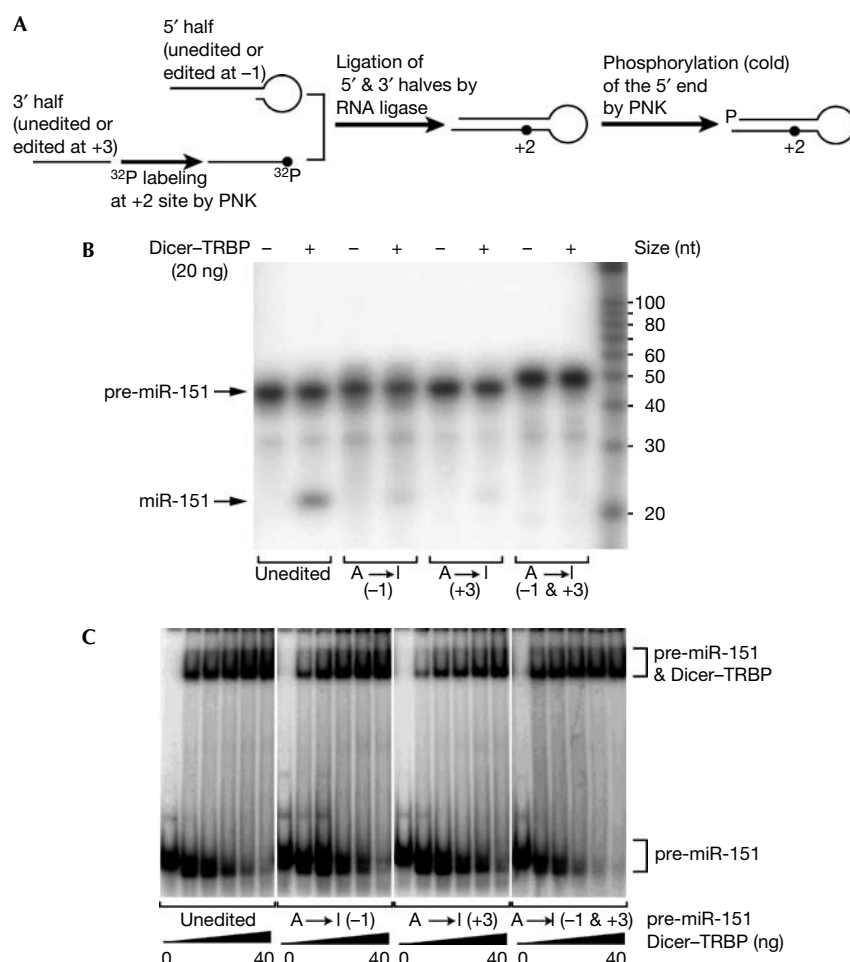 A
5′ half
(unedited or
edited at –1)
3′ half
(unedited or
edited at +3)
32P labeling
at +2 site by PNK
32P
Ligation of
5′ & 3′ halves by
RNA ligase
+2
Phosphorylation (cold)
of the 5′ end
by PNK
P
+2
B
Dicer–TRBP – + – + – + – + Size (nt)
(20 ng)
100
80
60
pre-miR-151
50
40
30
miR-151
20
Unedited A→I A→I A→I
(–1) (+3) (–1 & +3)
C
pre-miR-151
& Dicer–TRBP
pre-miR-151
Unedited A→I (–1) A→I (+3) A→I (–1 & +3) pre-miR-151
Dicer–TRBP (ng)
0 40 0 40 0 40 0 40